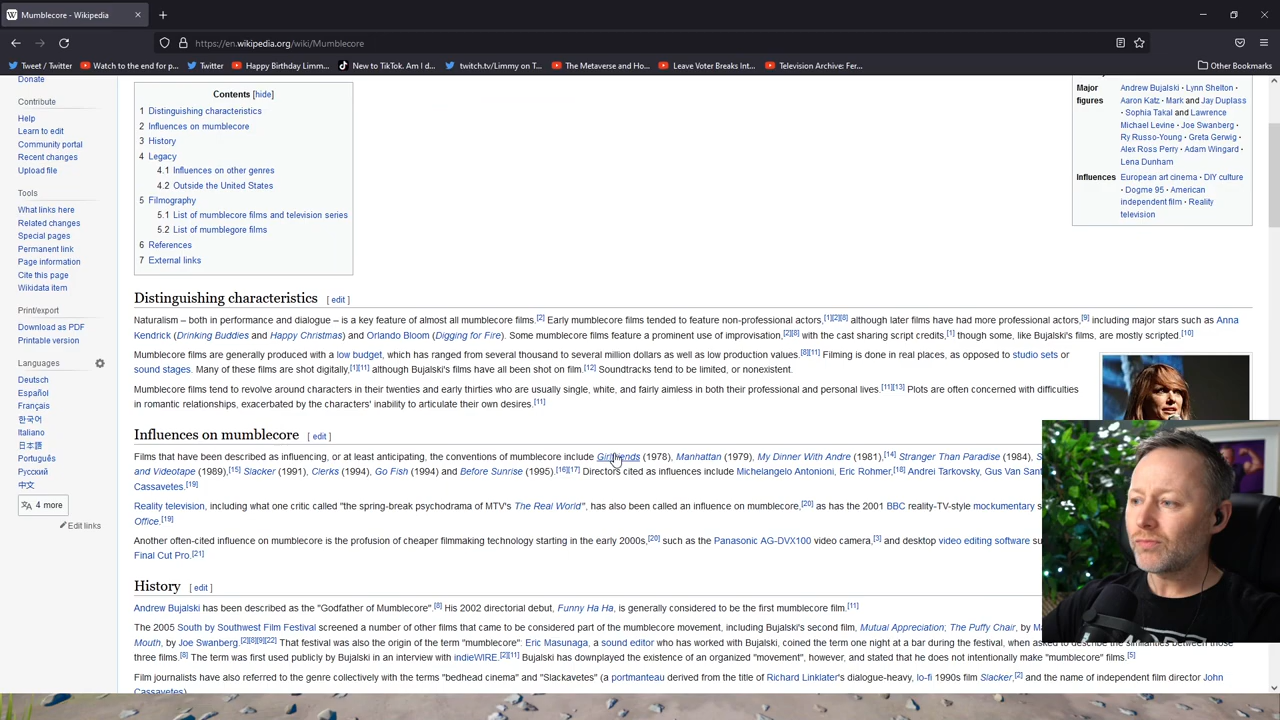 Mumblecore - Wikipedia
https://en.wikipedia.org/wiki/Mumblecore
Tweet / Twitter
Watch to the end for p...
Twitter
Happy Birthday Limm...
New to TikTok. Am I d...
twitch.tv/Limmy on T...
The Metaverse and Ho...
Leave Voter Breaks Int...
Television Archive: Fer...
Other Bookmarks
Donate
Contribute
Help
Learn to edit
Community portal
Recent changes
Upload file
Tools
What links here
Related changes
Special pages
Permanent link
Page information
Cite this page
Wikidata item
Print/export
Download as PDF
Printable version
Languages
Deutsch
Español
Français
한국어
Italiano
日本語
Português
Русский
中文
4 more
Edit links
Contents [hide]
1 Distinguishing characteristics
2 Influences on mumblecore
3 History
4 Legacy
4.1 Influences on other genres
4.2 Outside the United States
5 Filmography
5.1 List of mumblecore films and television series
5.2 List of mumblegore films
6 References
7 External links
Major figures
Andrew Bujalski · Lynn Shelton ·
Aaron Katz · Mark and Jay Duplass
· Sophia Takal and Lawrence
Michael Levine · Joe Swanberg ·
Ry Russo-Young · Greta Gerwig ·
Alex Ross Perry · Adam Wingard ·
Lena Dunham
Influences
European art cinema · DIY culture
· Dogme 95 · American
independent film · Reality
television
Distinguishing characteristics [ edit ]
Naturalism – both in performance and dialogue – is a key feature of almost all mumblecore films.[2] Early mumblecore films tended to feature non-professional actors,[1][2][8] although later films have had more professional actors,[9] including major stars such as Anna
Kendrick (Drinking Buddies and Happy Christmas) and Orlando Bloom (Digging for Fire). Some mumblecore films feature a prominent use of improvisation,[2][8] with the cast sharing script credits,[1] though some, like Bujalski's films, are mostly scripted.[10]
Mumblecore films are generally produced with a low budget, which has ranged from several thousand to several million dollars as well as low production values.[8][11] Filming is done in real places, as opposed to studio sets or
sound stages. Many of these films are shot digitally,[1][11] although Bujalski's films have all been shot on film.[12] Soundtracks tend to be limited, or nonexistent.
Mumblecore films tend to revolve around characters in their twenties and early thirties who are usually single, white, and fairly aimless in both their professional and personal lives.[11][13] Plots are often concerned with difficulties
in romantic relationships, exacerbated by the characters' inability to articulate their own desires.[11]
Influences on mumblecore [ edit ]
Films that have been described as influencing, or at least anticipating, the conventions of mumblecore include Girlfriends (1978), Manhattan (1979), My Dinner With Andre (1981),[14] Stranger Than Paradise (1984), S
and Videotape (1989),[15] Slacker (1991), Clerks (1994), Go Fish (1994) and Before Sunrise (1995).[16][17] Directors cited as influences include Michelangelo Antonioni, Eric Rohmer,[18] Andrei Tarkovsky, Gus Van San
Cassavetes.[19]
Reality television, including what one critic called "the spring-break psychodrama of MTV's The Real World", has also been called an influence on mumblecore,[20] as has the 2001 BBC reality-TV-style mockumentary s
Office.[19]
Another often-cited influence on mumblecore is the profusion of cheaper filmmaking technology starting in the early 2000s,[20] such as the Panasonic AG-DVX100 video camera,[3] and desktop video editing software su
Final Cut Pro.[21]
History [ edit ]
Andrew Bujalski has been described as the "Godfather of Mumblecore".[8] His 2002 directorial debut, Funny Ha Ha, is generally considered to be the first mumblecore film.[11]
The 2005 South by Southwest Film Festival screened a number of other films that came to be considered part of the mumblecore movement, including Bujalski's second film, Mutual Appreciation; The Puffy Chair, by M
Mouth, by Joe Swanberg.[2][8][9][22] That festival was also the origin of the term "mumblecore": Eric Masunaga, a sound editor who has worked with Bujalski, coined the term one night at a bar during the festival, when asked to describe the similarities between those
three films.[8] The term was first used publicly by Bujalski in an interview with indieWIRE.[2][11] Bujalski has downplayed the existence of an organized "movement", however, and stated that he does not intentionally make "mumblecore" films.[5]
Film journalists have also referred to the genre collectively with the terms "bedhead cinema" and "Slackavetes" (a portmanteau derived from the title of Richard Linklater's dialogue-heavy, lo-fi 1990s film Slacker,[2] and the name of independent film director John
Cassavetes).